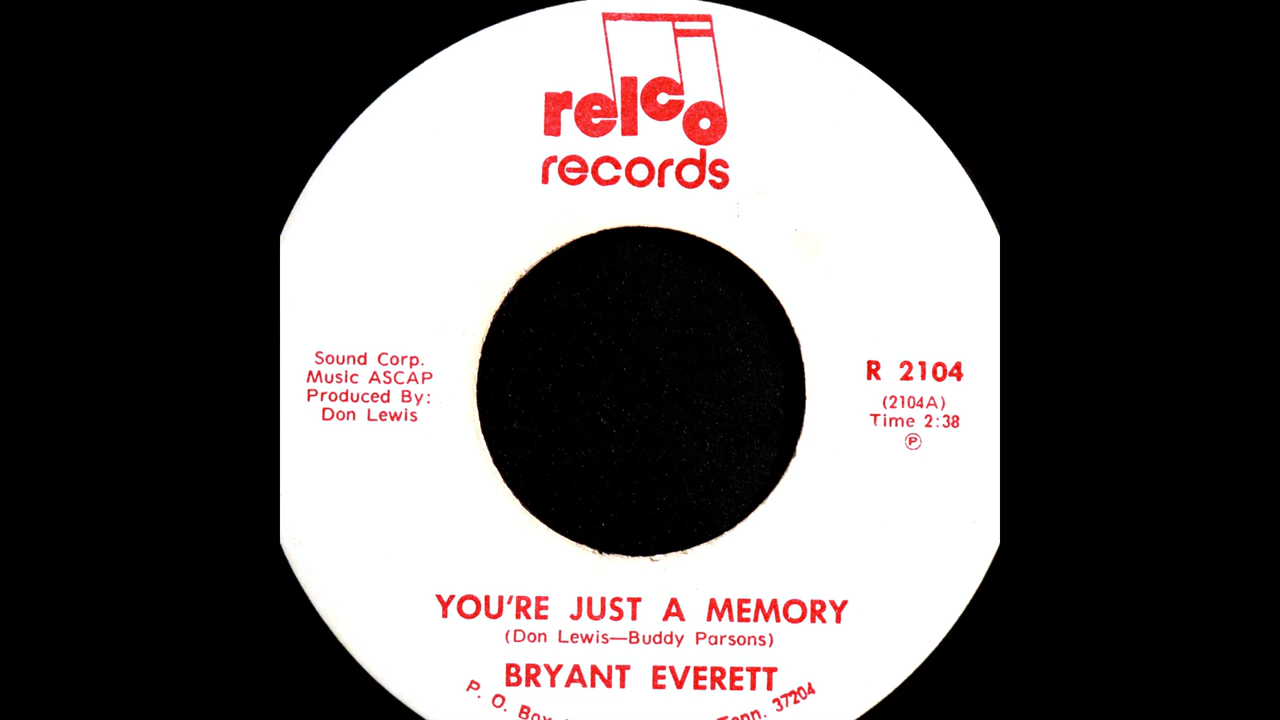 relco
records
Sound Corp.
Music ASCAP
Produced By:
Don Lewis
R 2104
(2104A)
Time 2:38
℗
YOU'RE JUST A MEMORY
(Don Lewis—Buddy Parsons)
BRYANT EVERETT
P. O. Box Tenn. 37204